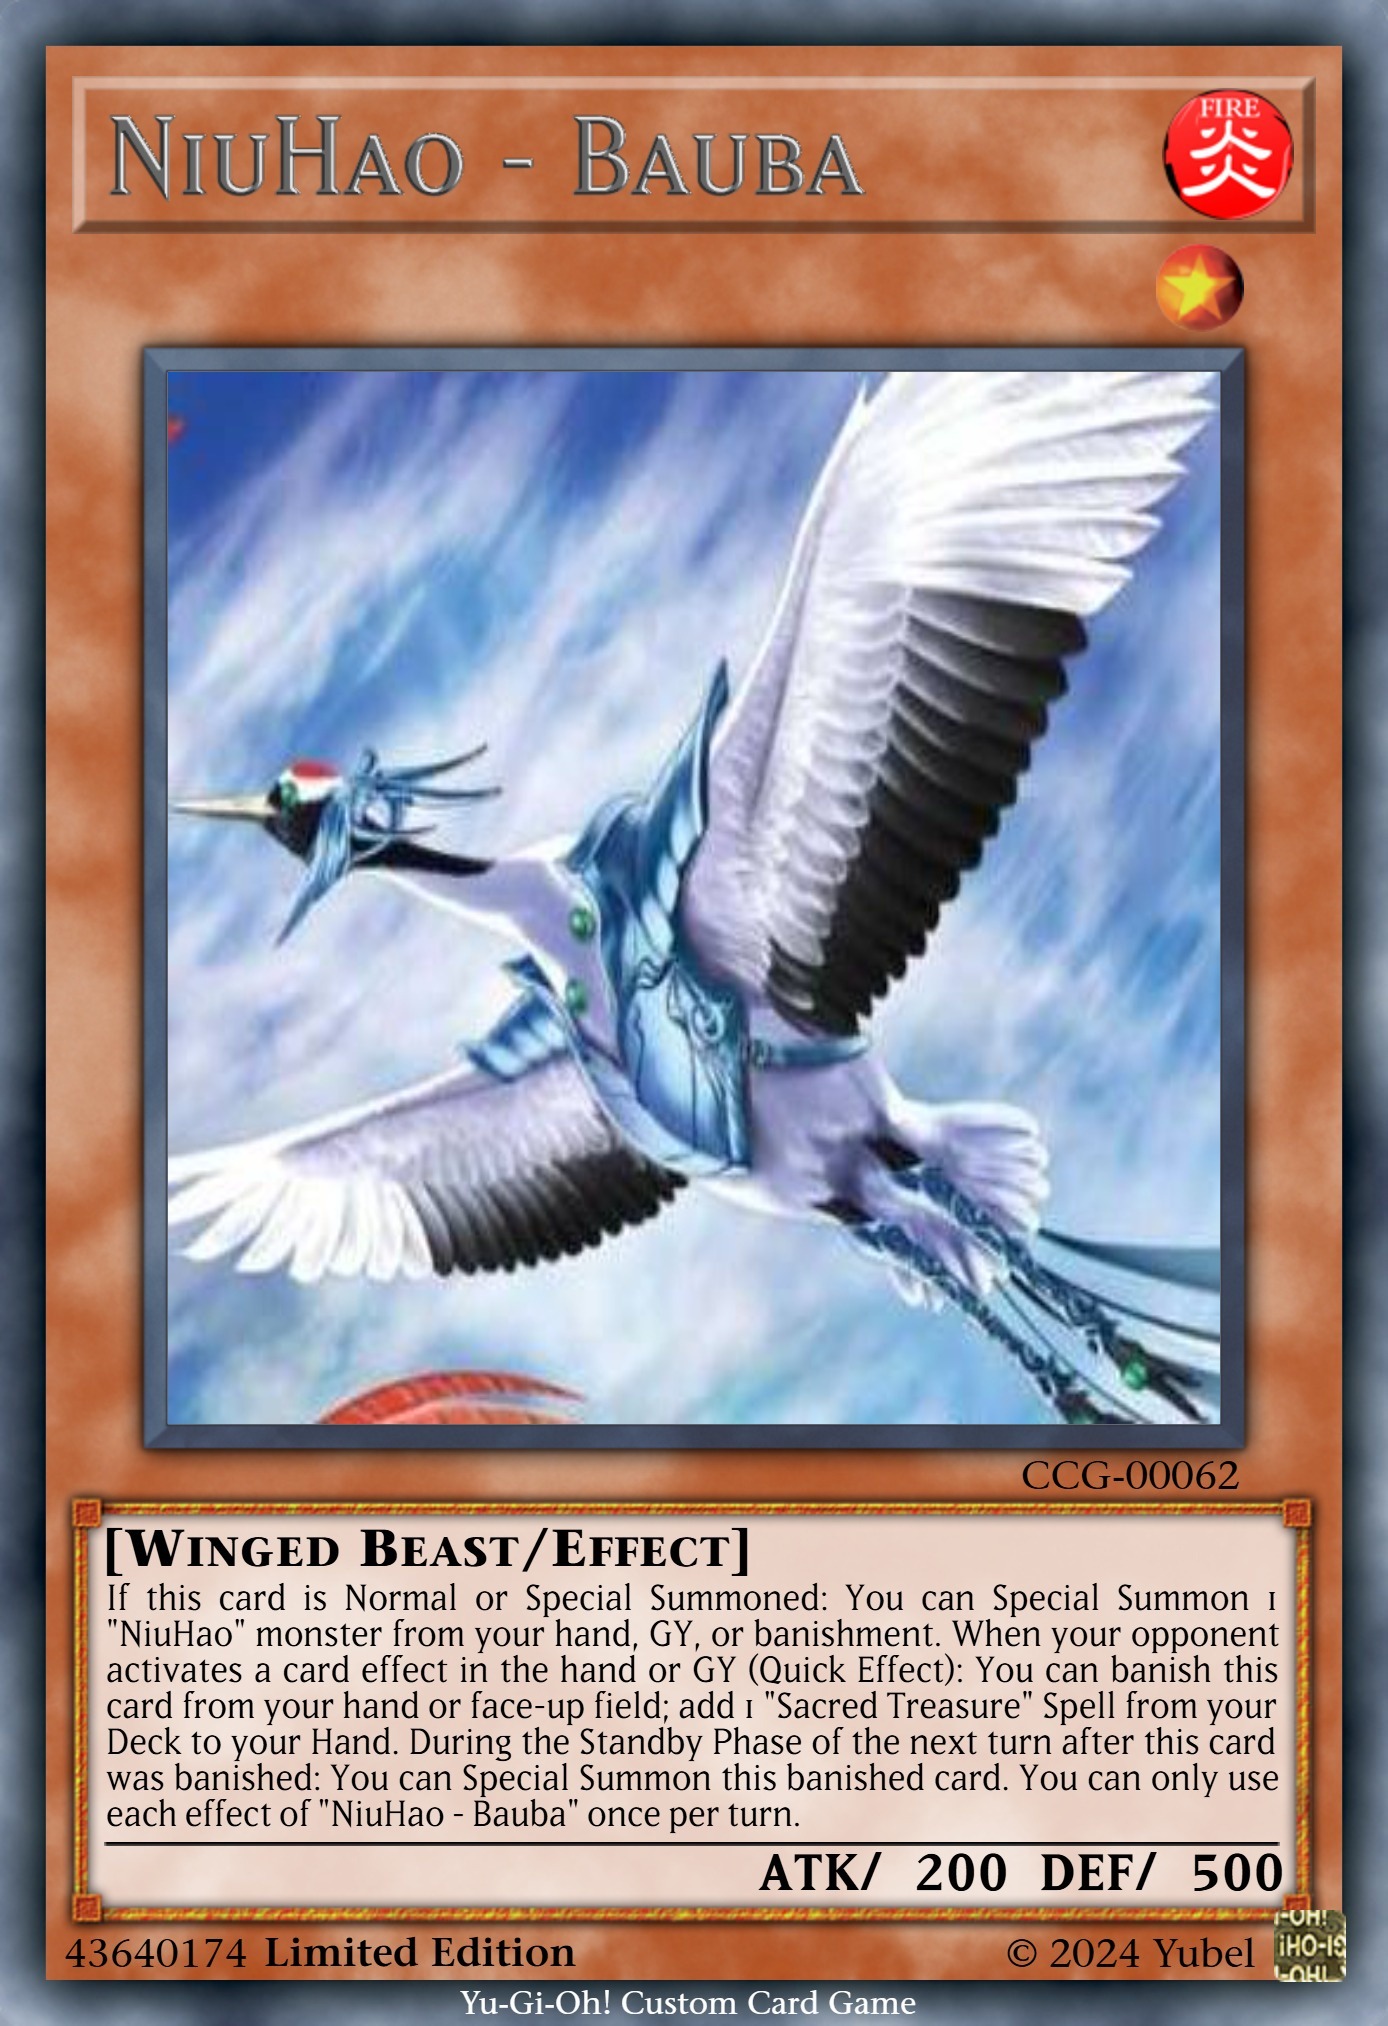 NiuHao - Bauba
FIRE
炎
CCG-00062
[Winged Beast/Effect]
If this card is Normal or Special Summoned: You can Special Summon 1
"NiuHao" monster from your hand, GY, or banishment. When your opponent
activates a card effect in the hand or GY (Quick Effect): You can banish this
card from your hand or face-up field; add 1 "Sacred Treasure" Spell from your
Deck to your Hand. During the Standby Phase of the next turn after this card
was banished: You can Special Summon this banished card. You can only use
each effect of "NiuHao - Bauba" once per turn.
ATK/ 200 DEF/ 500
43640174 Limited Edition
© 2024 Yubel
Yu-Gi-Oh! Custom Card Game